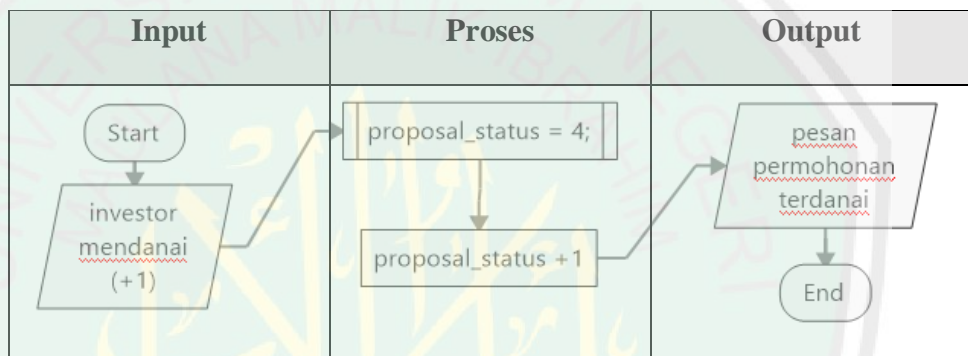 Input
Proses
Output
Start
investor
mendanai
(+1)
proposal_status = 4;
proposal_status +1
pesan
permohonan
terdanai
End